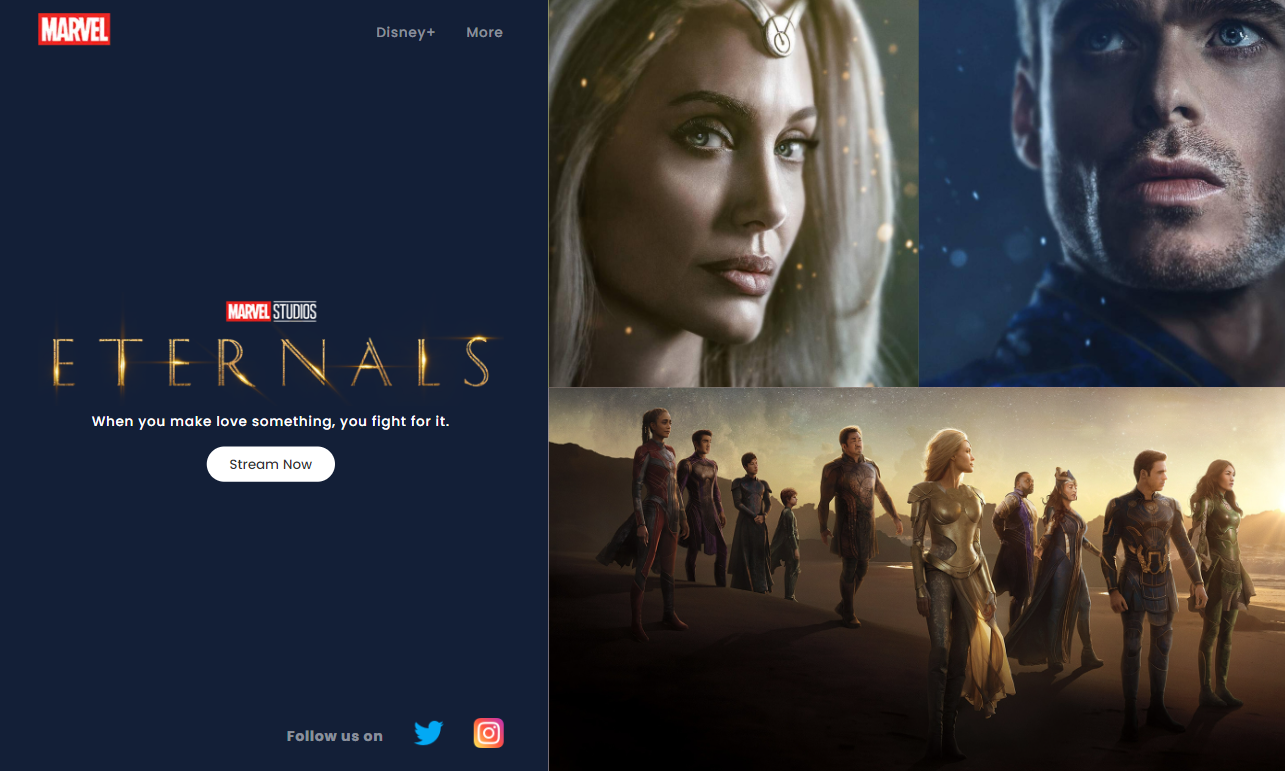 MARVEL
Disney+ More
MARVEL STUDIOS
ETERNALS
When you make love something, you fight for it.
Stream Now
Follow us on